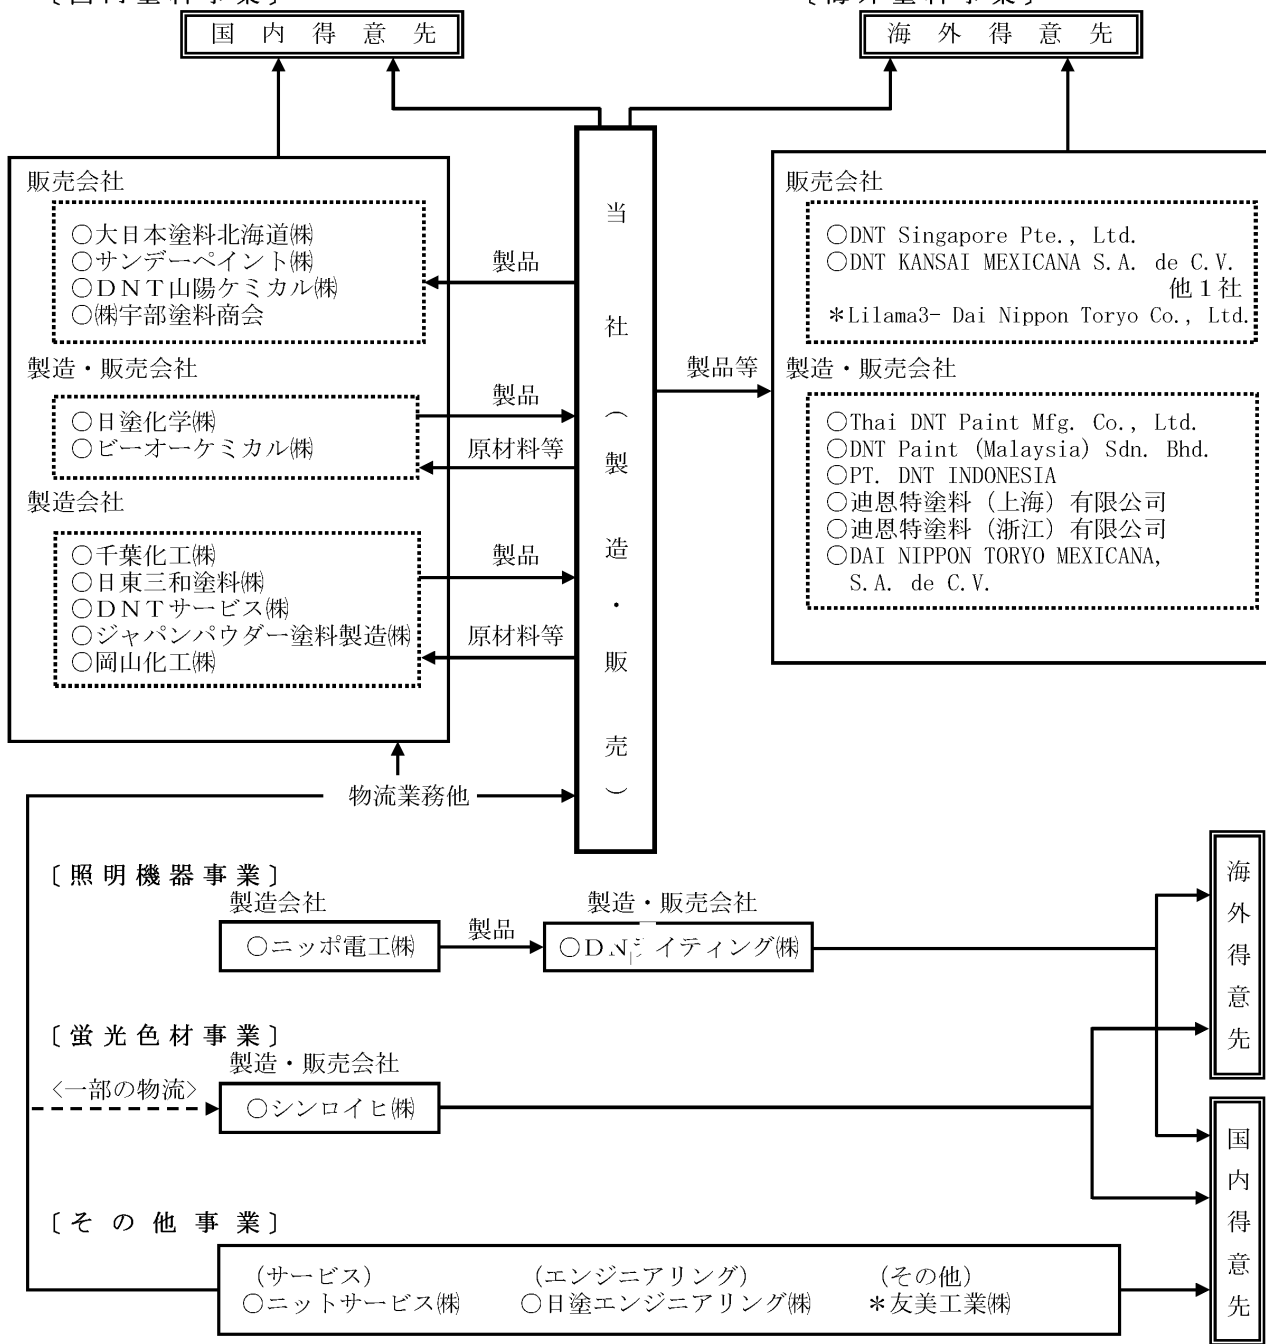 国内得意先
海外得意先
販売会社
○大日本塗料北海道㈱
○サンデーペイント㈱
○DNT山陽ケミカル㈱
○㈱宇部塗料商会
製造・販売会社
○日塗化学㈱
○ビーオーケミカル㈱
製造会社
○千葉化工㈱
○日東三和塗料㈱
○DNTサービス㈱
○ジャパンパウダー塗料製造㈱
○岡山化工㈱
製品
製品
原材料等
製品
原材料等
当社(製造・販売)
製品等
販売会社
○DNT Singapore Pte., Ltd.
○DNT KANSAI MEXICANA S.A. de C.V.
他1社
*Lilama3- Dai Nippon Toryo Co., Ltd.
製造・販売会社
○Thai DNT Paint Mfg. Co., Ltd.
○DNT Paint (Malaysia) Sdn. Bhd.
○PT. DNT INDONESIA
○迪恩特塗料(上海)有限公司
○迪恩特塗料(浙江)有限公司
○DAI NIPPON TORYO MEXICANA,
S.A. de C.V.
物流業務他
〔照明機器事業〕
製造会社
○ニッポ電工㈱
製品
製造・販売会社
イティング㈱
海外得意先
〔蛍光色材事業〕
製造・販売会社
<一部の物流>
○シンロイヒ㈱
国内得意先
〔その他事業〕
(サービス) (エンジニアリング) (その他)
○ニットサービス㈱ ○日塗エンジニアリング㈱ *友美工業㈱